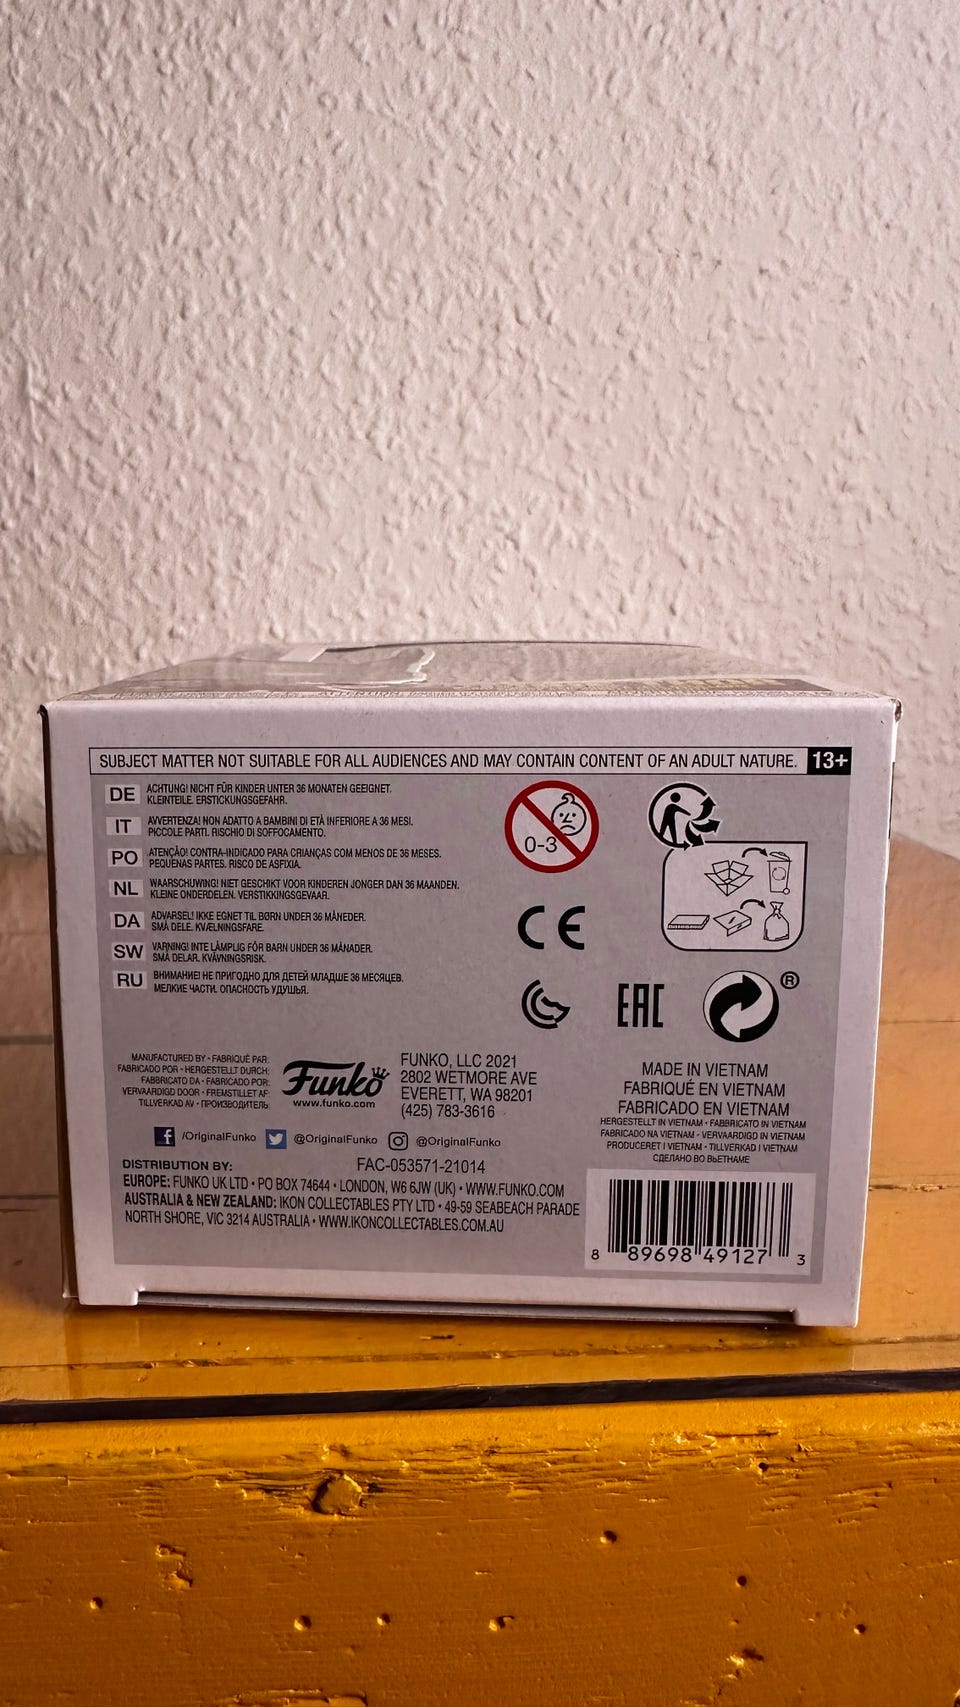 SUBJECT MATTER NOT SUITABLE FOR ALL AUDIENCES AND MAY CONTAIN CONTENT OF AN ADULT NATURE. 13+
DE ACHTUNG! NICHT FÜR KINDER UNTER 36 MONATEN GEEIGNET.
KLEINTEILE. ERSTICKUNGSGEFAHR.
IT AVVERTENZA! NON ADATTO A BAMBINI DI ETÀ INFERIORE A 36 MESI.
PICCOLE PARTI. RISCHIO DI SOFFOCAMENTO.
PO ATENÇÃO! CONTRA-INDICADO PARA CRIANÇAS COM MENOS DE 36 MESES.
PEQUENAS PARTES. RISCO DE ASFIXIA.
NL WAARSCHUWING! NIET GESCHIKT VOOR KINDEREN JONGER DAN 36 MAANDEN.
KLEINE ONDERDELEN. VERSTIKKINGSGEVAAR.
DA ADVARSEL! IKKE EGNET TIL BØRN UNDER 36 MÅNEDER.
SMÅ DELE. KVÆLNINGSFARE.
SW VARNING! INTE LÄMPLIG FÖR BARN UNDER 36 MÅNADER.
SMÅ DELAR. KVÄVNINGSRISK.
RU ВНИМАНИЕ! НЕ ПРИГОДНО ДЛЯ ДЕТЕЙ МЛАДШЕ 36 МЕСЯЦЕВ.
МЕЛКИЕ ЧАСТИ. ОПАСНОСТЬ УДУШЬЯ.
0-3
CE
EAC
®
MANUFACTURED BY • FABRIQUÉ PAR:
FABRICADO POR • HERGESTELLT DURCH:
FABBRICATO DA • FABRICADO POR:
VERVAARDIGD DOOR • FREMSTILLET AF:
TILLVERKAD AV • ПРОИЗВОДИТЕЛЬ:
Funko
www.funko.com
FUNKO, LLC 2021
2802 WETMORE AVE
EVERETT, WA 98201
(425) 783-3616
/OriginalFunko @OriginalFunko @OriginalFunko
FAC-053571-21014
DISTRIBUTION BY:
EUROPE: FUNKO UK LTD • PO BOX 74644 • LONDON, W6 6JW (UK) • WWW.FUNKO.COM
AUSTRALIA & NEW ZEALAND: IKON COLLECTABLES PTY LTD • 49-59 SEABEACH PARADE
NORTH SHORE, VIC 3214 AUSTRALIA • WWW.IKONCOLLECTABLES.COM.AU
MADE IN VIETNAM
FABRIQUÉ EN VIETNAM
FABRICADO EN VIETNAM
HERGESTELLT IN VIETNAM • FABBRICATO IN VIETNAM
FABRICADO NA VIETNAM • VERVAARDIGD IN VIETNAM
PRODUCERET I VIETNAM • TILLVERKAD I VIETNAM
СДЕЛАНО ВО ВЬЕТНАМЕ
8 89698 49127 3